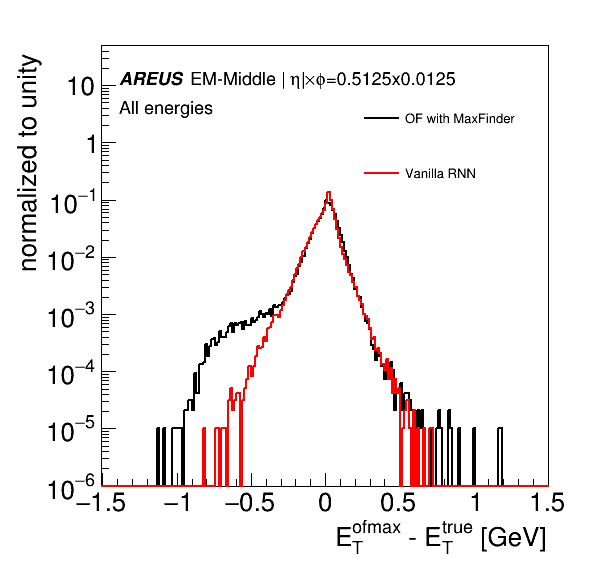 AREUS EM-Middle | η|×ϕ=0.5125x0.0125
All energies
OF with MaxFinder
Vanilla RNN
normalized to unity
10
1
10⁻¹
10⁻²
10⁻³
10⁻⁴
10⁻⁵
10⁻⁶
−1.5 −1 −0.5 0 0.5 1 1.5
E_T^ofmax - E_T^true [GeV]